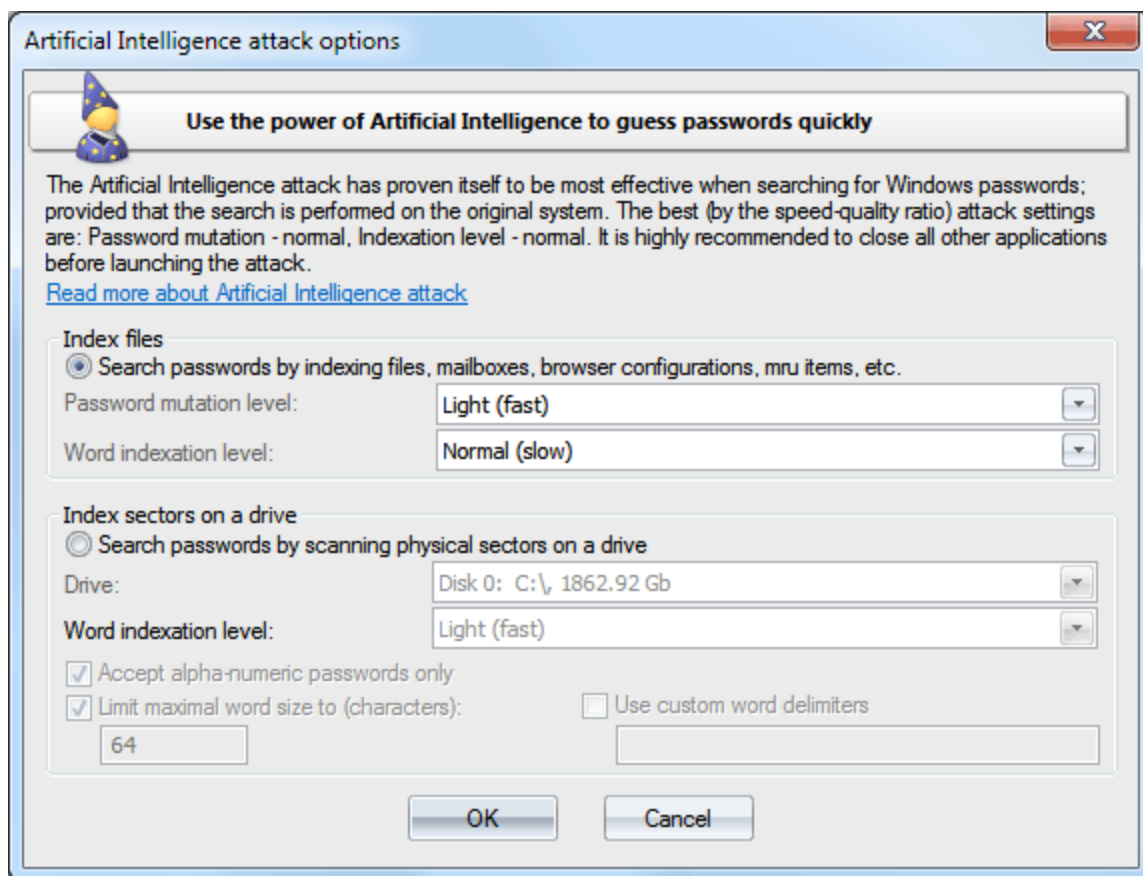 Artificial Intelligence attack options
Use the power of Artificial Intelligence to guess passwords quickly
The Artificial Intelligence attack has proven itself to be most effective when searching for Windows passwords;
provided that the search is performed on the original system. The best (by the speed-quality ratio) attack settings
are: Password mutation - normal, Indexation level - normal. It is highly recommended to close all other applications
before launching the attack.
Read more about Artificial Intelligence attack
Index files
Search passwords by indexing files, mailboxes, browser configurations, mru items, etc.
Password mutation level: Light (fast)
Word indexation level: Normal (slow)
Index sectors on a drive
Search passwords by scanning physical sectors on a drive
Drive: Disk 0: C:\, 1862.92 Gb
Word indexation level: Light (fast)
Accept alpha-numeric passwords only
Limit maximal word size to (characters): Use custom word delimiters
64
OK Cancel